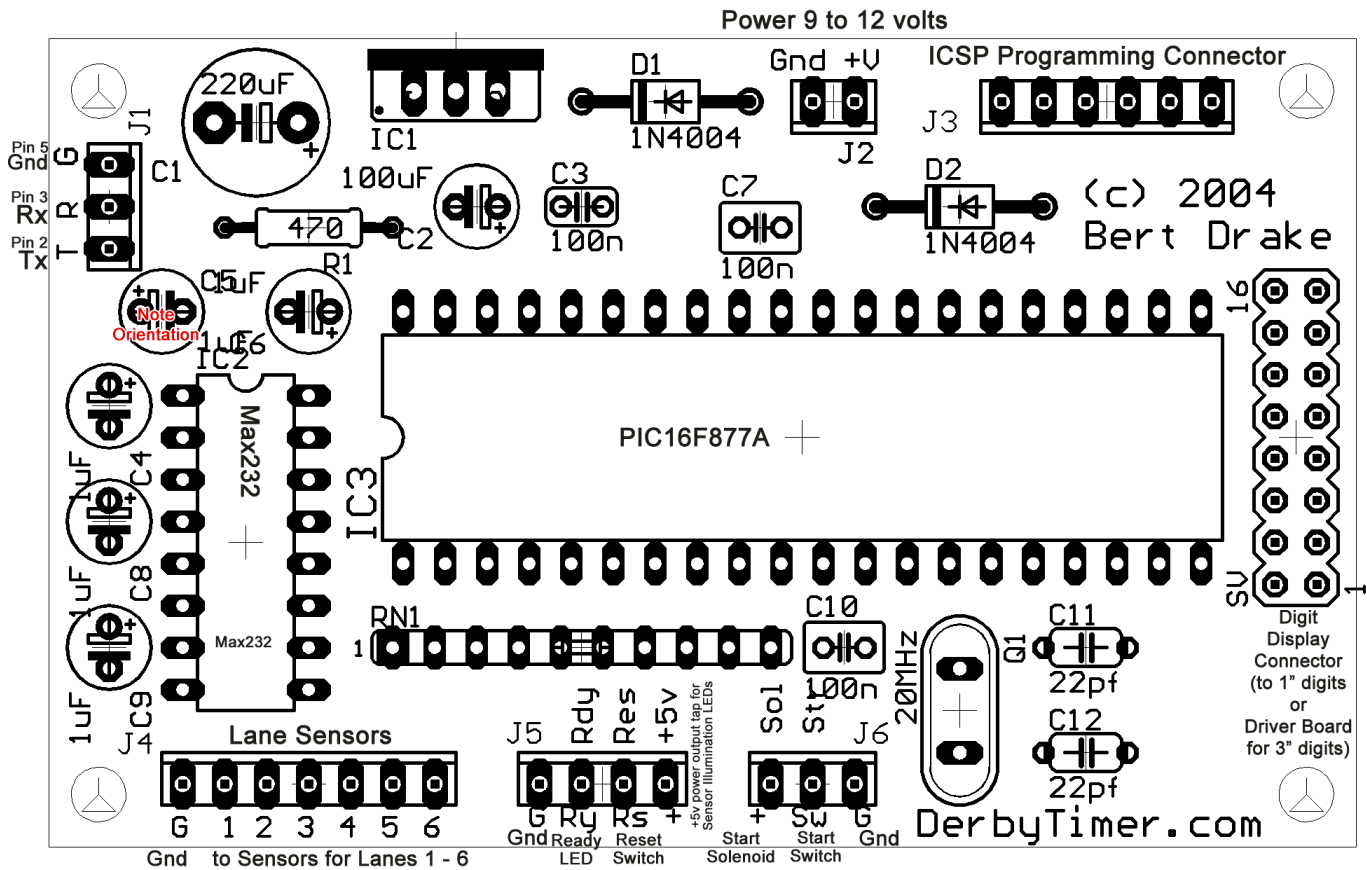 Power 9 to 12 volts
220uF
D1
Gnd +V
ICSP Programming Connector
J1
IC1
1N4004
J2
J3
Pin 5
Gnd
G
Pin 3
Rx
R
Pin 2
Tx
T
C1
100uF
C3
C7
D2
(c) 2004
470
C2
100n
100n
1N4004
Bert Drake
R1
C5
1uF
Note
Orientation
1uF
C6
IC2
16
Max232
PIC16F877A
1uF
C4
IC3
1uF
C8
5V
1
RN1
1
C10
C11
Max232
20MHz
Q1
Digit
Display
Connector
(to 1" digits
or
Driver Board
for 3" digits)
100n
22pf
1uF
C9
J4
Lane Sensors
J5
Rdy
Res
+5v
+5v power output tap for
Sensor Illumination LEDs
Sol
Str
J6
C12
22pf
G 1 2 3 4 5 6
G Ry Rs +
+ Sw G
DerbyTimer.com
Gnd to Sensors for Lanes 1 - 6
Gnd
Ready
LED
Reset
Switch
Start
Solenoid
Start
Switch
Gnd